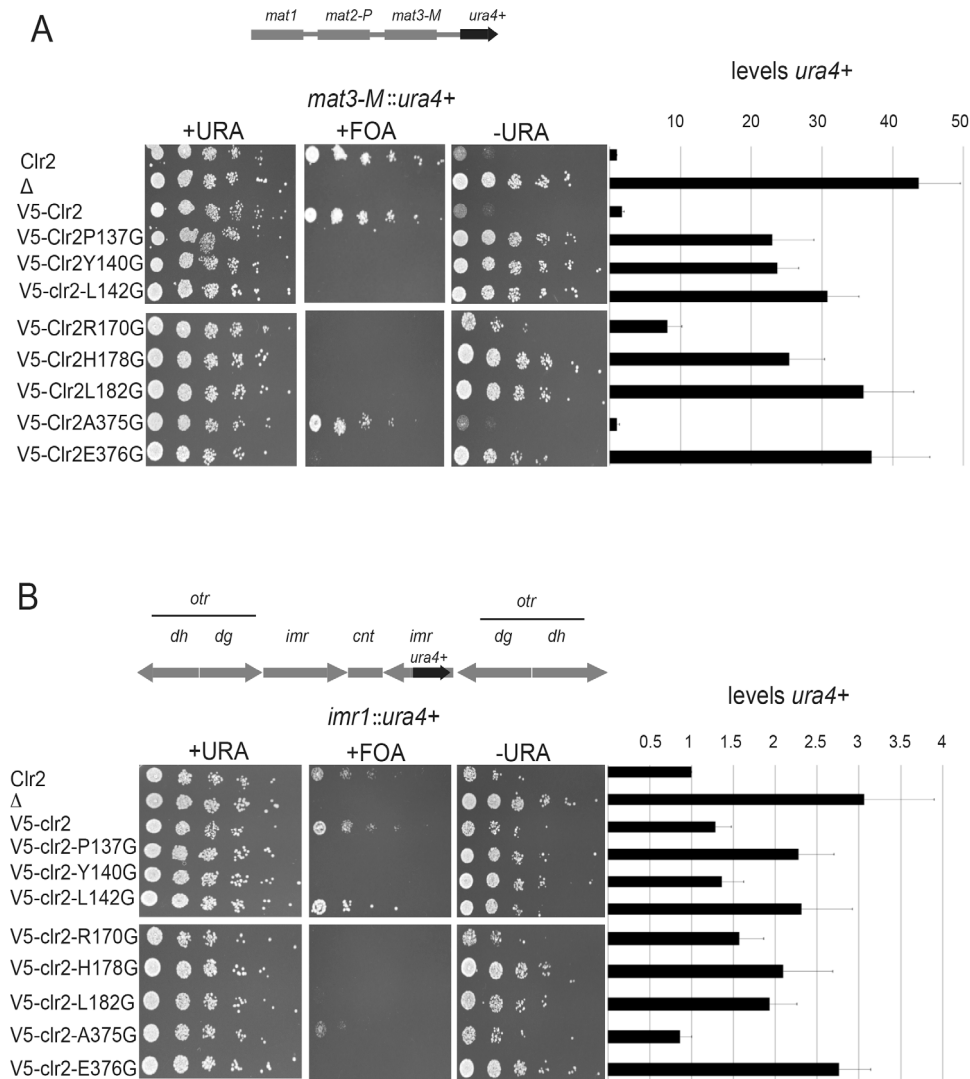 A
mat1 mat2-P mat3-M ura4+
levels ura4+
mat3-M::ura4+
+URA +FOA -URA
10 20 30 40 50
Clr2
Δ
V5-Clr2
V5-Clr2P137G
V5-Clr2Y140G
V5-clr2-L142G
V5-Clr2R170G
V5-Clr2H178G
V5-Clr2L182G
V5-Clr2A375G
V5-Clr2E376G
B
otr otr
dh dg imr cnt imr dg dh
ura4+
levels ura4+
imr1::ura4+
+URA +FOA -URA
0.5 1 1.5 2 2.5 3 3.5 4
Clr2
Δ
V5-clr2
V5-clr2-P137G
V5-clr2-Y140G
V5-clr2-L142G
V5-clr2-R170G
V5-clr2-H178G
V5-clr2-L182G
V5-clr2-A375G
V5-clr2-E376G